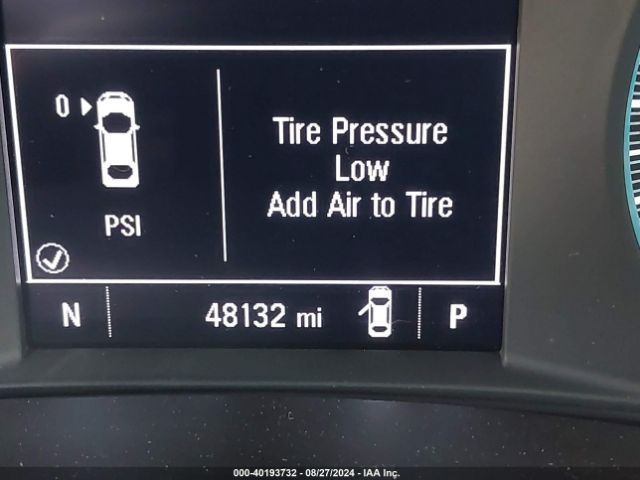 0
Tire Pressure
Low
Add Air to Tire
PSI
N 48132 mi P
000-40193732 - 08/27/2024 - IAA Inc.